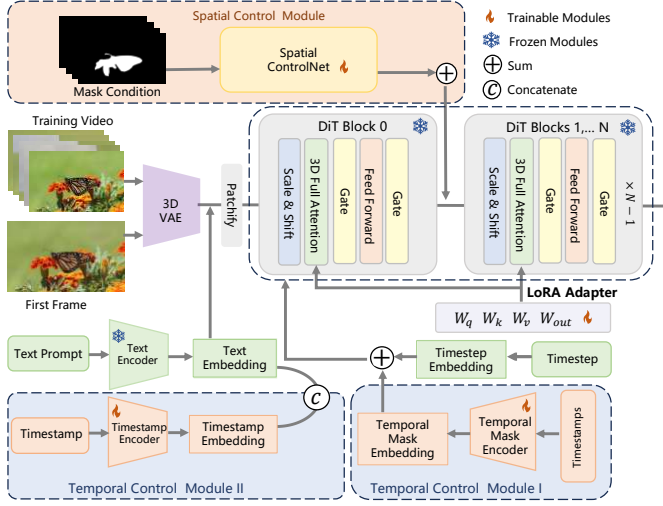 Spatial Control Module
Mask Condition
Spatial
ControlNet
Trainable Modules
Frozen Modules
Sum
C
Concatenate
Training Video
First Frame
3D
VAE
Patchify
DiT Block 0
Scale & Shift
3D Full Attention
Gate
Feed Forward
Gate
DiT Blocks 1,... N
Scale & Shift
3D Full Attention
Gate
Feed Forward
Gate
× N − 1
LoRA Adapter
W_q W_k W_v W_out
Text Prompt
Text
Encoder
Text
Embedding
C
Timestep
Embedding
Timestep
Timestamp
Timestamp
Encoder
Timestamp
Embedding
Temporal Control Module II
Temporal
Mask
Embedding
Temporal
Mask
Encoder
Timestamps
Temporal Control Module I